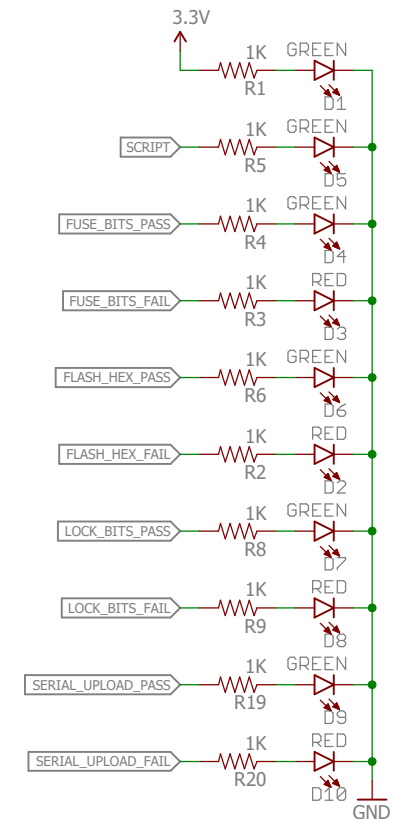 3.3V
1K GREEN
R1 D1
SCRIPT 1K GREEN
R5 D5
FUSE_BITS_PASS 1K GREEN
R4 D4
FUSE_BITS_FAIL 1K RED
R3 D3
FLASH_HEX_PASS 1K GREEN
R6 D6
FLASH_HEX_FAIL 1K RED
R2 D2
LOCK_BITS_PASS 1K GREEN
R8 D7
LOCK_BITS_FAIL 1K RED
R9 D8
SERIAL_UPLOAD_PASS 1K GREEN
R19 D9
SERIAL_UPLOAD_FAIL 1K RED
R20 D10
GND